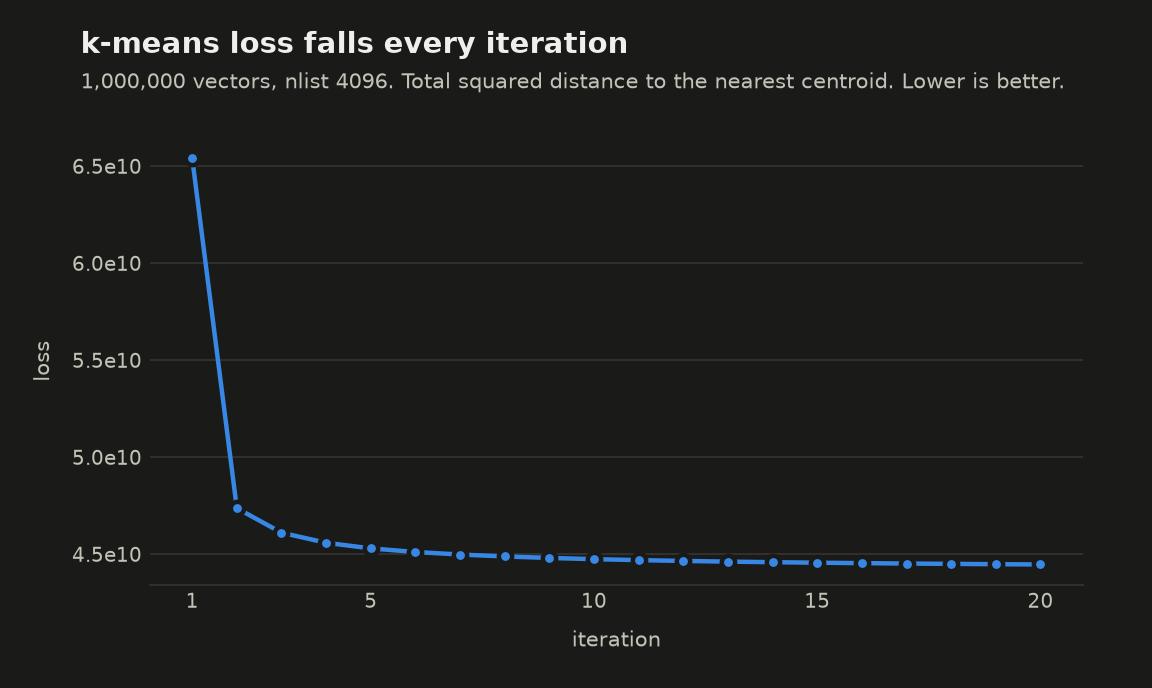 k-means loss falls every iteration
1,000,000 vectors, nlist 4096. Total squared distance to the nearest centroid. Lower is better.
6.5e10
6.0e10
5.5e10
5.0e10
4.5e10
loss
1 5 10 15 20
iteration